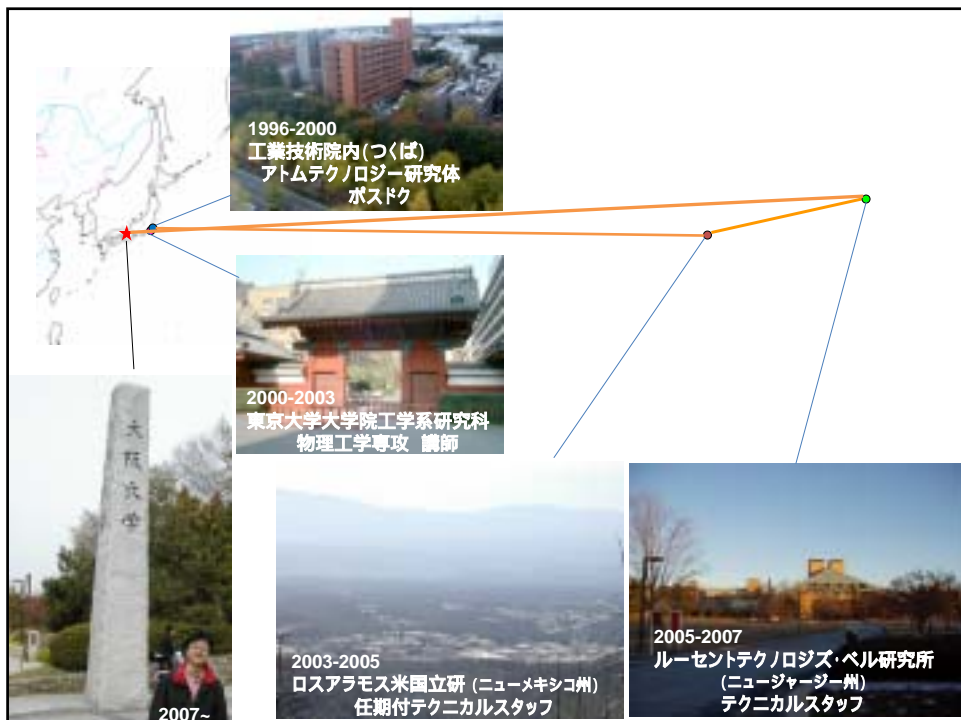 1996-2000
工業技術院内(つくば)
アトムテクノロジー研究体
ポスドク
2000-2003
東京大学大学院工学系研究科
物理工学専攻 講師
大阪大学
2007~
2003-2005
ロスアラモス米国立研 (ニューメキシコ州)
任期付テクニカルスタッフ
2005-2007
ルーセントテクノロジズ・ベル研究所
(ニュージャージー州)
テクニカルスタッフ